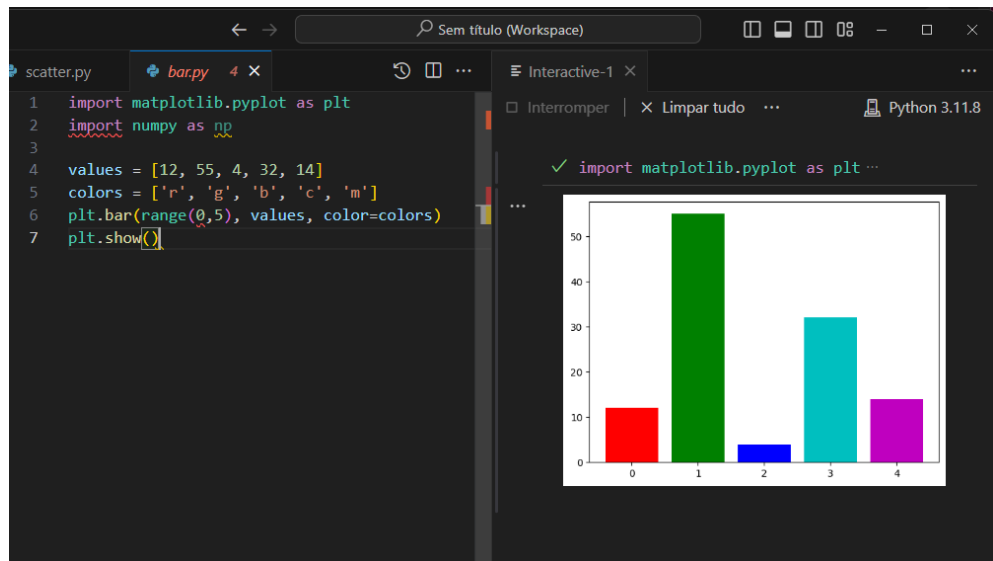 Sem título (Workspace)
scatter.py
bar.py 4
Interactive-1
Interromper | Limpar tudo ... Python 3.11.8
1 import matplotlib.pyplot as plt
2 import numpy as np
3
4 values = [12, 55, 4, 32, 14]
5 colors = ['r', 'g', 'b', 'c', 'm']
6 plt.bar(range(0,5), values, color=colors)
7 plt.show()
import matplotlib.pyplot as plt ...
50
40
30
20
10
0
0 1 2 3 4